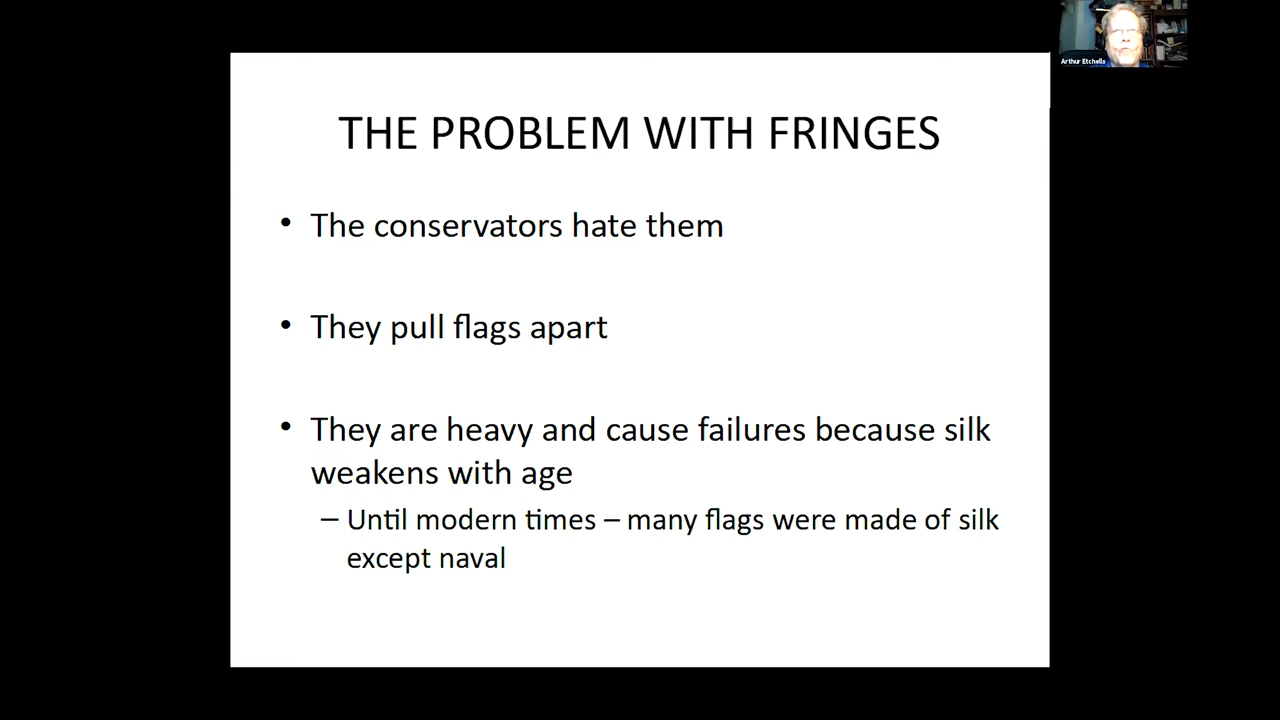 Arthur Etchells
THE PROBLEM WITH FRINGES
• The conservators hate them
• They pull flags apart
• They are heavy and cause failures because silk
weakens with age
– Until modern times – many flags were made of silk
except naval